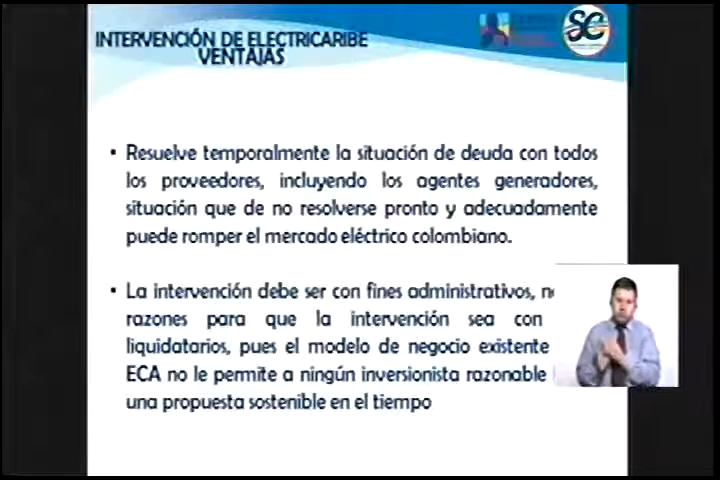 INTERVENCIÓN DE ELECTRICARIBE
VENTAJAS
SC
• Resuelve temporalmente la situación de deuda con todos
los proveedores, incluyendo los agentes generadores,
situación que de no resolverse pronto y adecuadamente
puede romper el mercado eléctrico colombiano.
• La intervención debe ser con fines administrativos,
razones para que la intervención sea con
liquidatarios, pues el modelo de negocio existente
ECA no le permite a ningún inversionista razonable
una propuesta sostenible en el tiempo